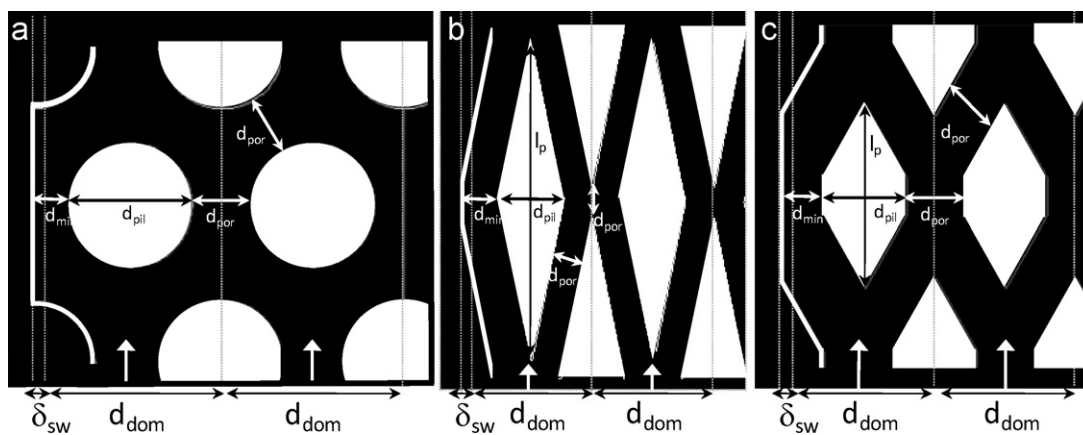 a
d_por
d_min
d_pil
d_por
δ_sw
d_dom
d_dom
b
l_p
d_min
d_pil
d_por
d_por
δ_sw
d_dom
d_dom
c
d_por
l_p
d_min
d_pil
d_por
δ_sw
d_dom
d_dom